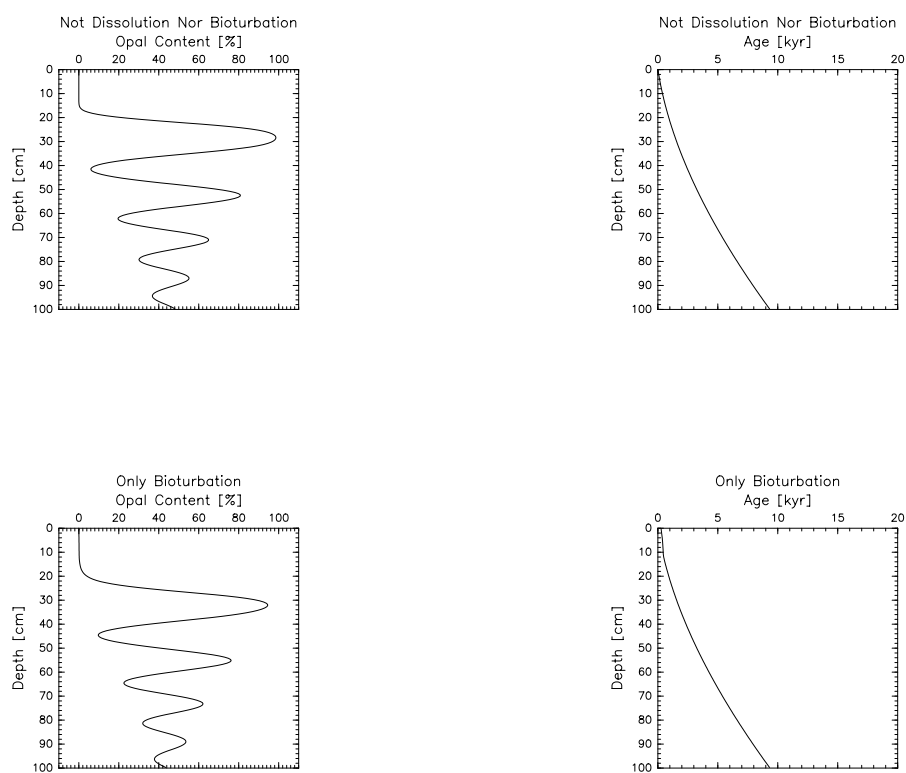 Not Dissolution Nor Bioturbation
Opal Content [%]
0 20 40 60 80 100
0
10
20
30
40
50
60
70
80
90
100
Depth [cm]
Not Dissolution Nor Bioturbation
Age [kyr]
0 5 10 15 20
0
10
20
30
40
50
60
70
80
90
100
Depth [cm]
Only Bioturbation
Opal Content [%]
0 20 40 60 80 100
0
10
20
30
40
50
60
70
80
90
100
Depth [cm]
Only Bioturbation
Age [kyr]
0 5 10 15 20
0
10
20
30
40
50
60
70
80
90
100
Depth [cm]